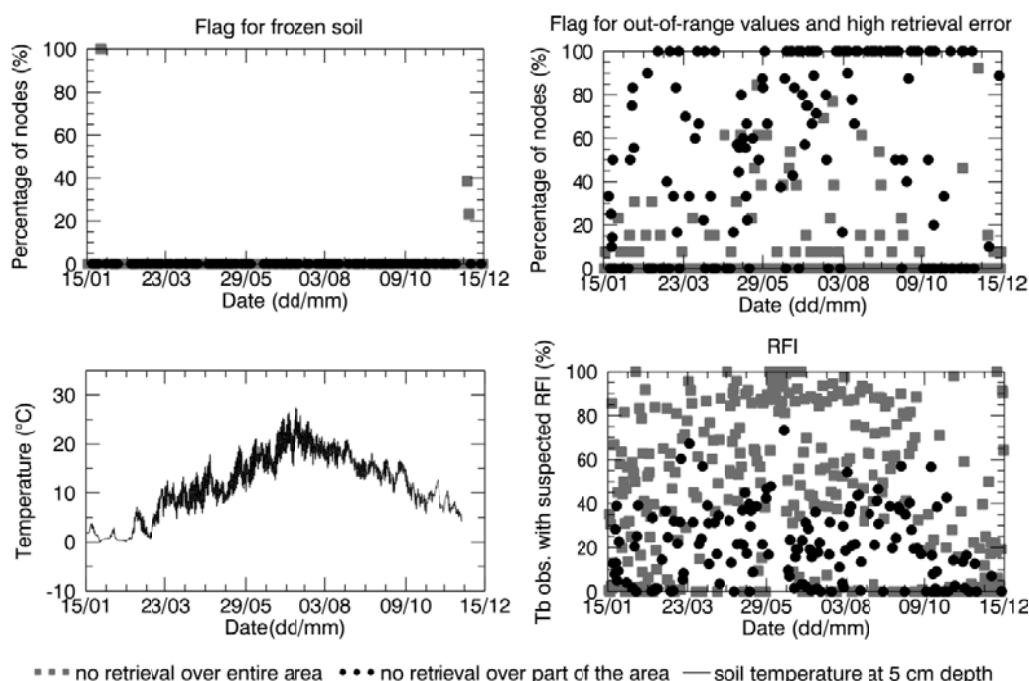 Flag for frozen soil
Percentage of nodes (%)
100
80
60
40
20
0
15/01 23/03 29/05 03/08 09/10 15/12
Date (dd/mm)
Flag for out-of-range values and high retrieval error
Percentage of nodes (%)
100
80
60
40
20
0
15/01 23/03 29/05 03/08 09/10 15/12
Date (dd/mm)
Temperature (°C)
30
20
10
0
-10
15/01 23/03 29/05 03/08 09/10 15/12
Date(dd/mm)
RFI
Tb obs. with suspected RFI (%)
100
80
60
40
20
0
15/01 23/03 29/05 03/08 09/10 15/12
Date (dd/mm)
no retrieval over entire area no retrieval over part of the area soil temperature at 5 cm depth